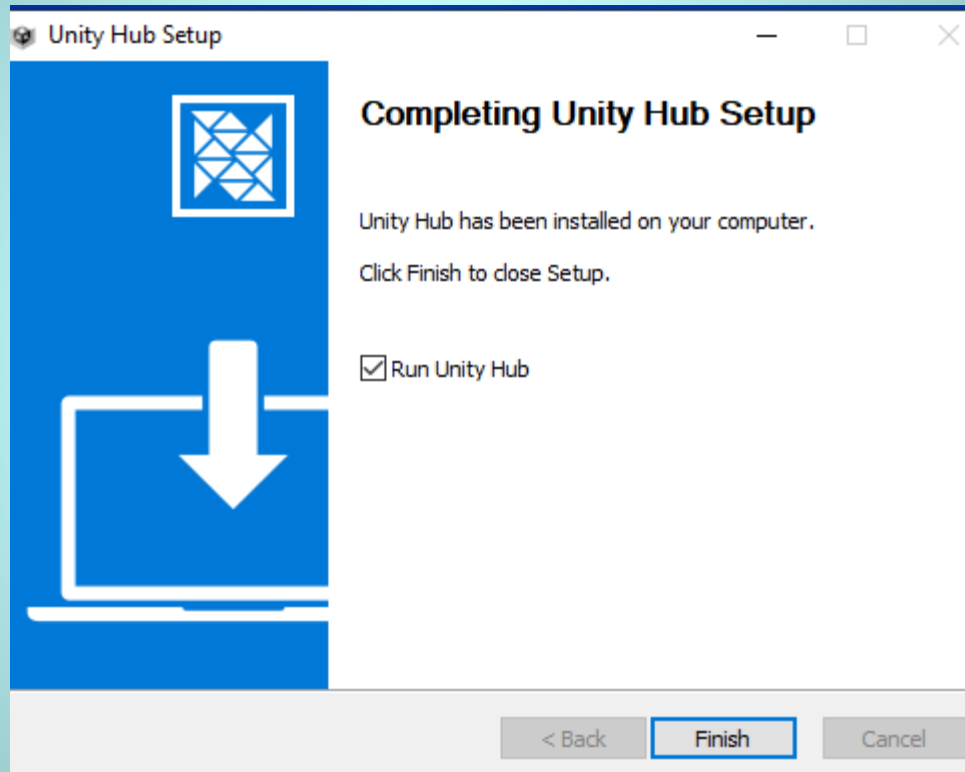 Unity Hub Setup
Completing Unity Hub Setup
Unity Hub has been installed on your computer.
Click Finish to close Setup.
Run Unity Hub
< Back Finish Cancel